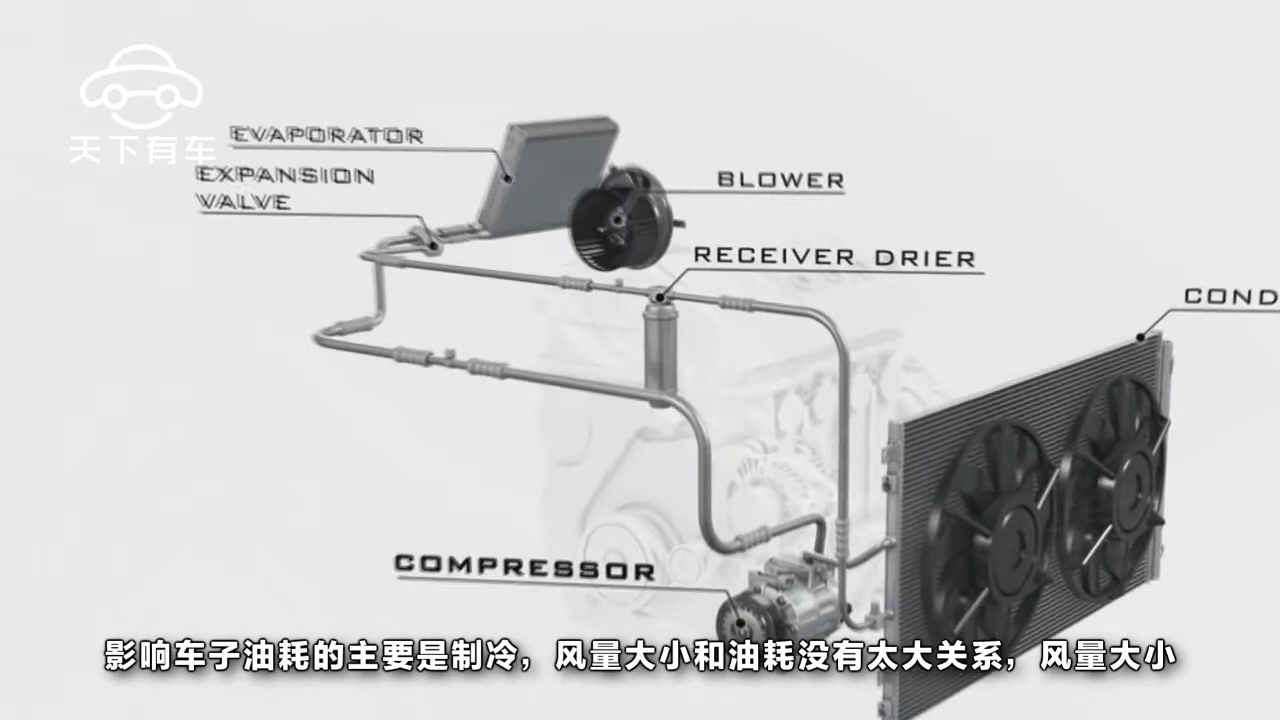 天下有车
EVAPORATOR
EXPANSION
VALVE
BLOWER
RECEIVER DRIER
COND
COMPRESSOR
影响车子油耗的主要是制冷，风量大小和油耗没有太大关系，风量大小